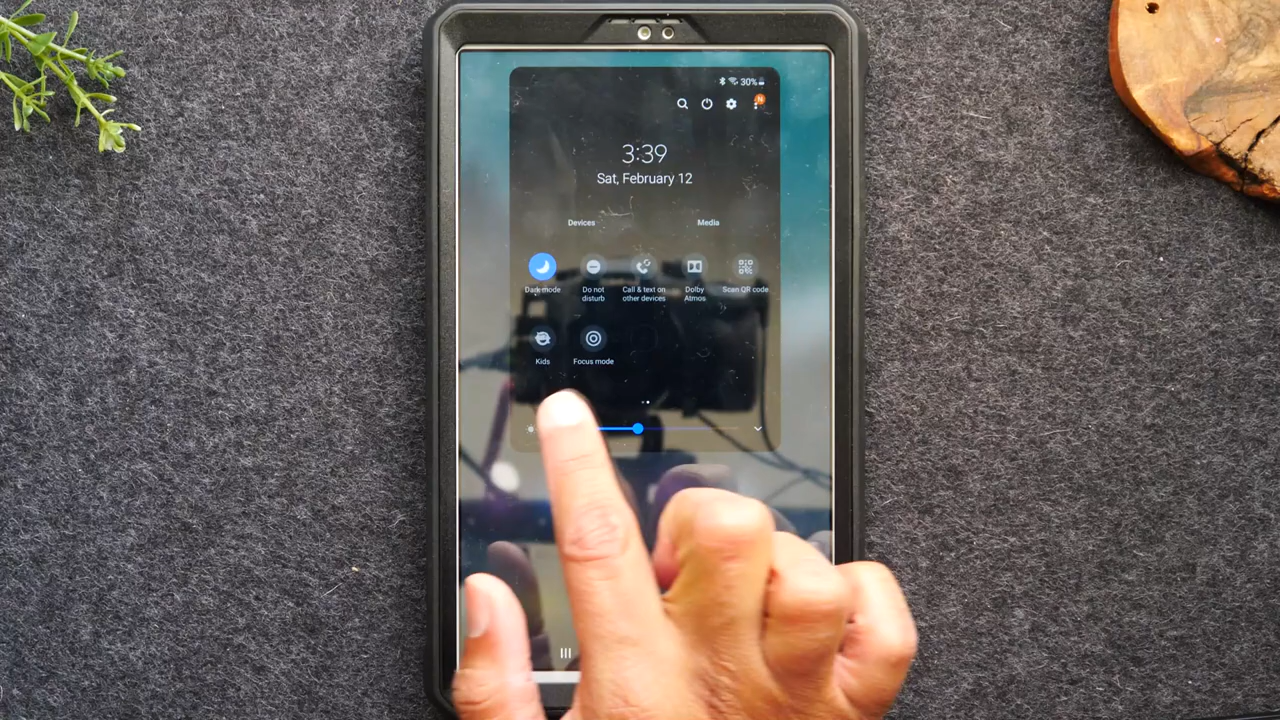 30%
N
3:39
Sat, February 12
Devices Media
Dark mode Do not disturb Call & text on other devices Dolby Atmos Scan QR code
Kids Focus mode